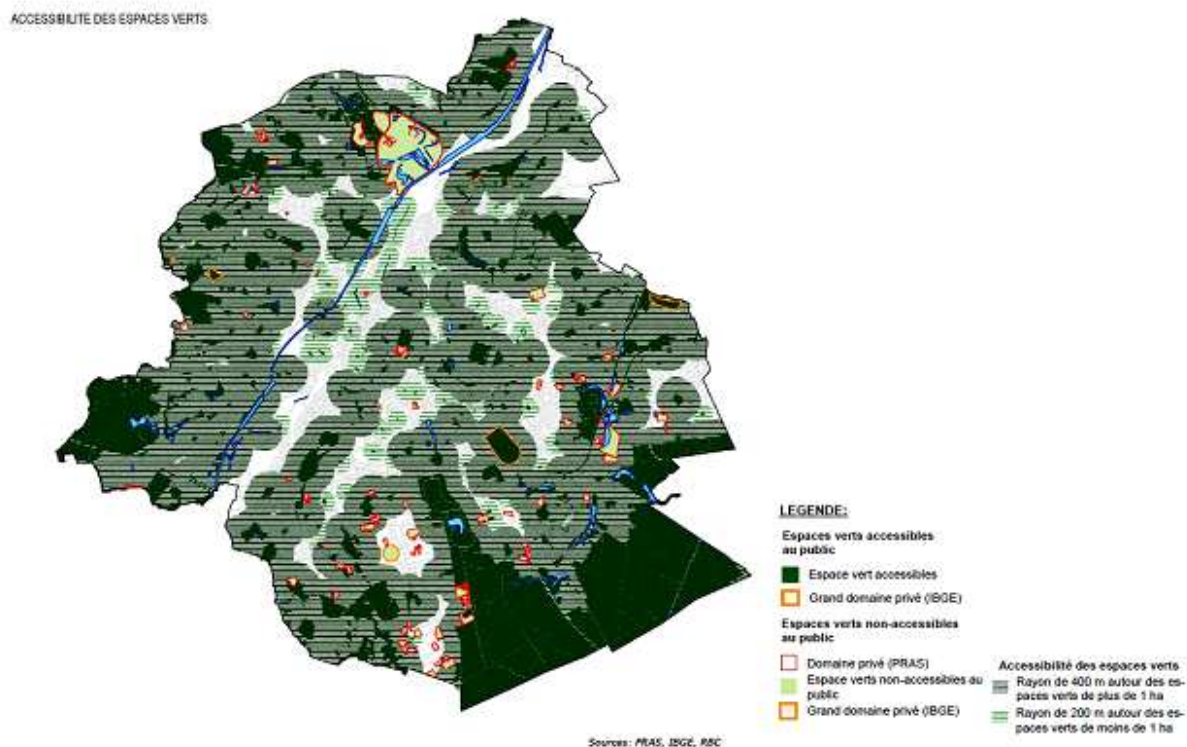 ACCESSIBILITE DES ESPACES VERTS
LEGENDE:
Espaces verts accessibles
au public
Espace vert accessibles
Grand domaine privé (IBGE)
Espaces verts non-accessibles
au public
Domaine privé (PRAS)
Espace verts non-accessibles au
public
Grand domaine privé (IBGE)
Accessibilité des espaces verts
Rayon de 400 m autour des es-
paces verts de plus de 1 ha
Rayon de 200 m autour des es-
paces verts de moins de 1 ha
Sources: PRAS, IBGE, RBC